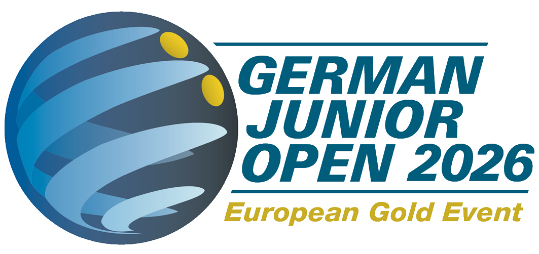 GERMAN
JUNIOR
OPEN 2026
European Gold Event